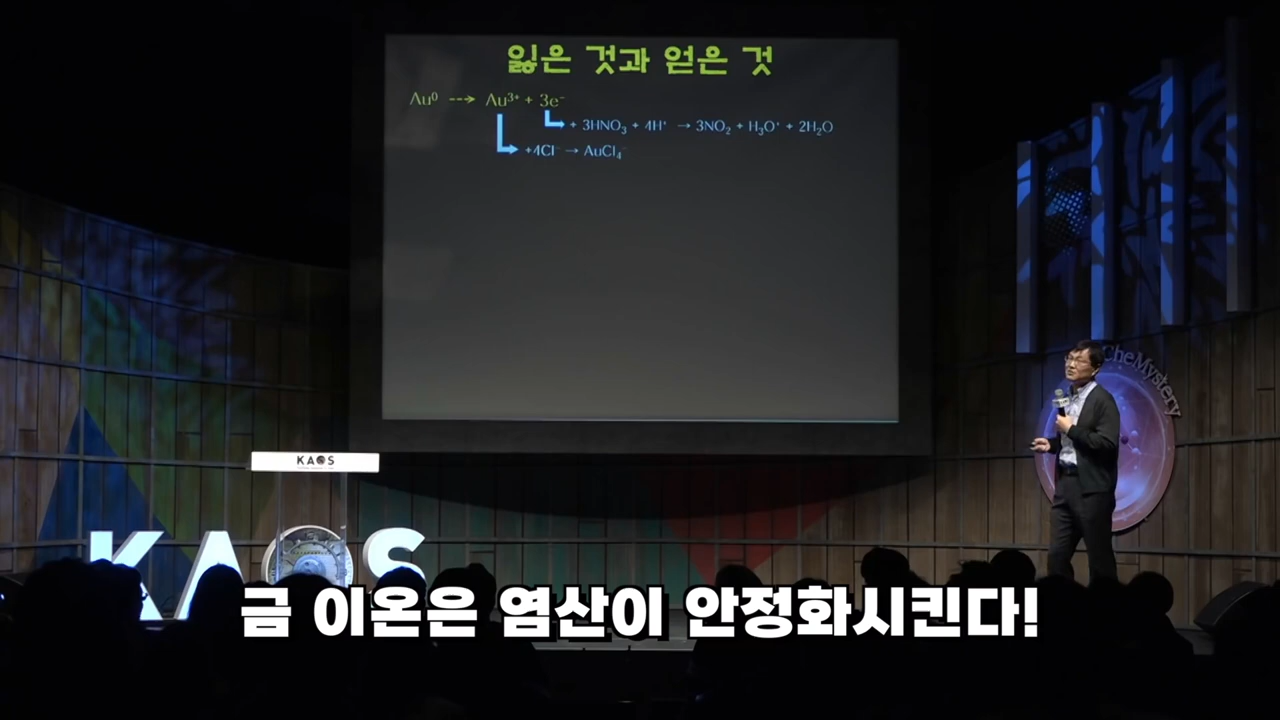 잃은 것과 얻은 것
Au⁰ --→ Au³⁺ + 3e⁻
+ 3HNO₃ + 4H⁺ → 3NO₂ + H₃O⁺ + 2H₂O
+4Cl⁻ → AuCl₄⁻
CheMystery
KAOS
KAOS
금 이온은 염산이 안정화시킨다!